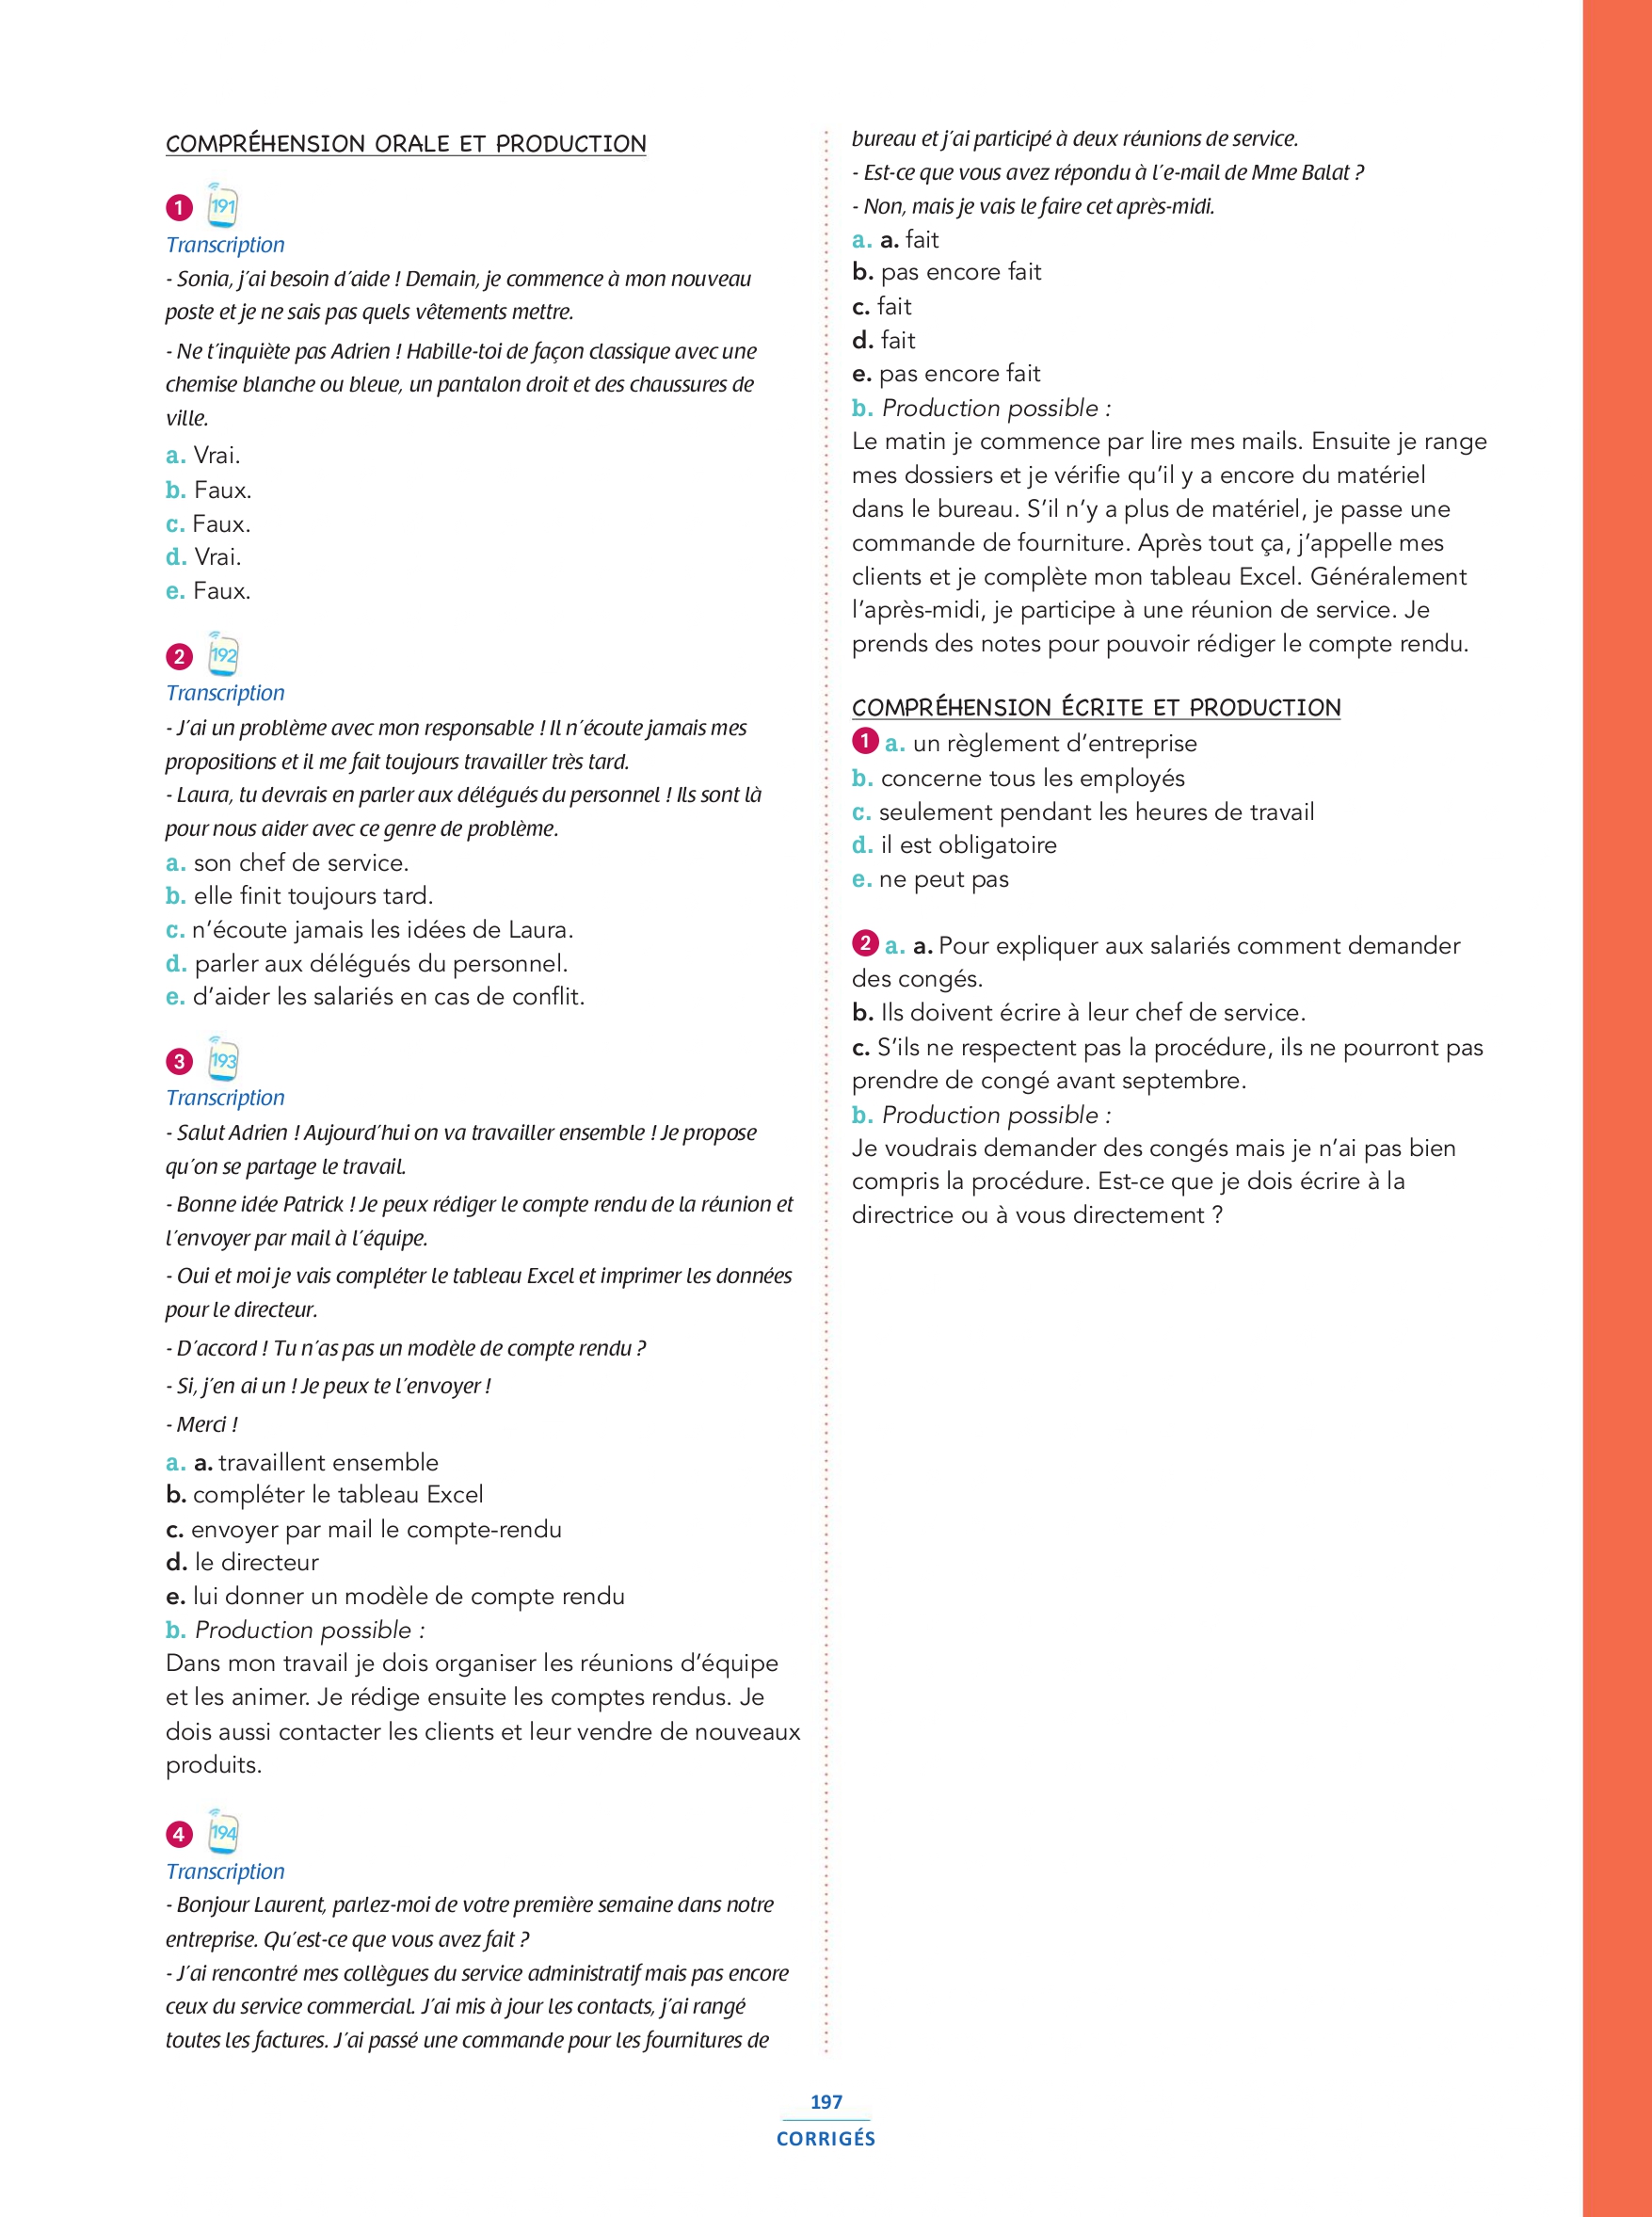 COMPRÉHENSION ORALE ET PRODUCTION
1 191
Transcription
- Sonia, j'ai besoin d'aide ! Demain, je commence à mon nouveau
poste et je ne sais pas quels vêtements mettre.
- Ne t'inquiète pas Adrien ! Habille-toi de façon classique avec une
chemise blanche ou bleue, un pantalon droit et des chaussures de
ville.
a. Vrai.
b. Faux.
c. Faux.
d. Vrai.
e. Faux.
2 192
Transcription
- J'ai un problème avec mon responsable ! Il n'écoute jamais mes
propositions et il me fait toujours travailler très tard.
- Laura, tu devrais en parler aux délégués du personnel ! Ils sont là
pour nous aider avec ce genre de problème.
a. son chef de service.
b. elle finit toujours tard.
c. n'écoute jamais les idées de Laura.
d. parler aux délégués du personnel.
e. d'aider les salariés en cas de conflit.
3 193
Transcription
- Salut Adrien ! Aujourd'hui on va travailler ensemble ! Je propose
qu'on se partage le travail.
- Bonne idée Patrick ! Je peux rédiger le compte rendu de la réunion et
l'envoyer par mail à l'équipe.
- Oui et moi je vais compléter le tableau Excel et imprimer les données
pour le directeur.
- D'accord ! Tu n'as pas un modèle de compte rendu ?
- Si, j'en ai un ! Je peux te l'envoyer !
- Merci !
a. a. travaillent ensemble
b. compléter le tableau Excel
c. envoyer par mail le compte-rendu
d. le directeur
e. lui donner un modèle de compte rendu
b. Production possible :
Dans mon travail je dois organiser les réunions d'équipe
et les animer. Je rédige ensuite les comptes rendus. Je
dois aussi contacter les clients et leur vendre de nouveaux
produits.
4 194
Transcription
- Bonjour Laurent, parlez-moi de votre première semaine dans notre
entreprise. Qu'est-ce que vous avez fait ?
- J'ai rencontré mes collègues du service administratif mais pas encore
ceux du service commercial. J'ai mis à jour les contacts, j'ai rangé
toutes les factures. J'ai passé une commande pour les fournitures de
bureau et j'ai participé à deux réunions de service.
- Est-ce que vous avez répondu à l'e-mail de Mme Balat ?
- Non, mais je vais le faire cet après-midi.
a. a. fait
b. pas encore fait
c. fait
d. fait
e. pas encore fait
b. Production possible :
Le matin je commence par lire mes mails. Ensuite je range
mes dossiers et je vérifie qu'il y a encore du matériel
dans le bureau. S'il n'y a plus de matériel, je passe une
commande de fourniture. Après tout ça, j'appelle mes
clients et je complète mon tableau Excel. Généralement
l'après-midi, je participe à une réunion de service. Je
prends des notes pour pouvoir rédiger le compte rendu.
COMPRÉHENSION ÉCRITE ET PRODUCTION
1 a. un règlement d'entreprise
b. concerne tous les employés
c. seulement pendant les heures de travail
d. il est obligatoire
e. ne peut pas
2 a. a. Pour expliquer aux salariés comment demander
des congés.
b. Ils doivent écrire à leur chef de service.
c. S'ils ne respectent pas la procédure, ils ne pourront pas
prendre de congé avant septembre.
b. Production possible :
Je voudrais demander des congés mais je n'ai pas bien
compris la procédure. Est-ce que je dois écrire à la
directrice ou à vous directement ?
197
CORRIGÉS